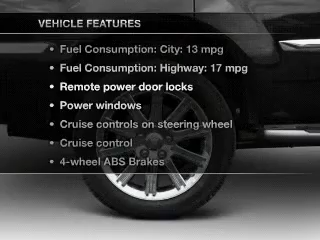 VEHICLE FEATURES
• Fuel Consumption: City: 13 mpg
• Fuel Consumption: Highway: 17 mpg
• Remote power door locks
• Power windows
• Cruise controls on steering wheel
• Cruise control
• 4-wheel ABS Brakes